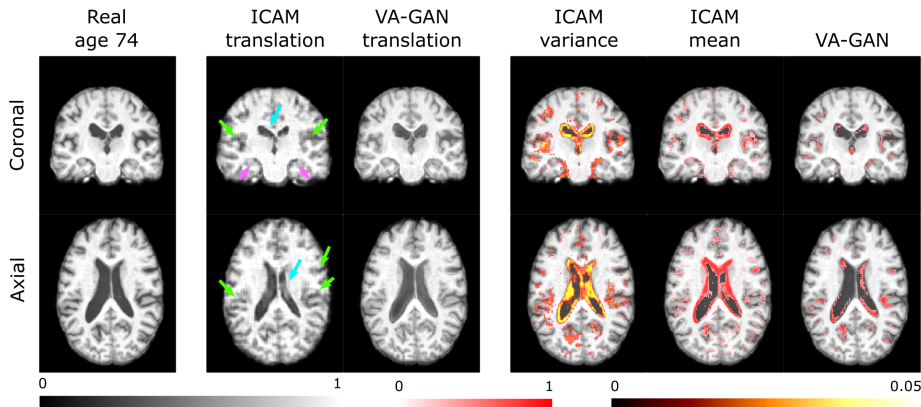 Real
age 74
ICAM
translation
VA-GAN
translation
ICAM
variance
ICAM
mean
VA-GAN
Coronal
Axial
0 1 0 1 0 0.05